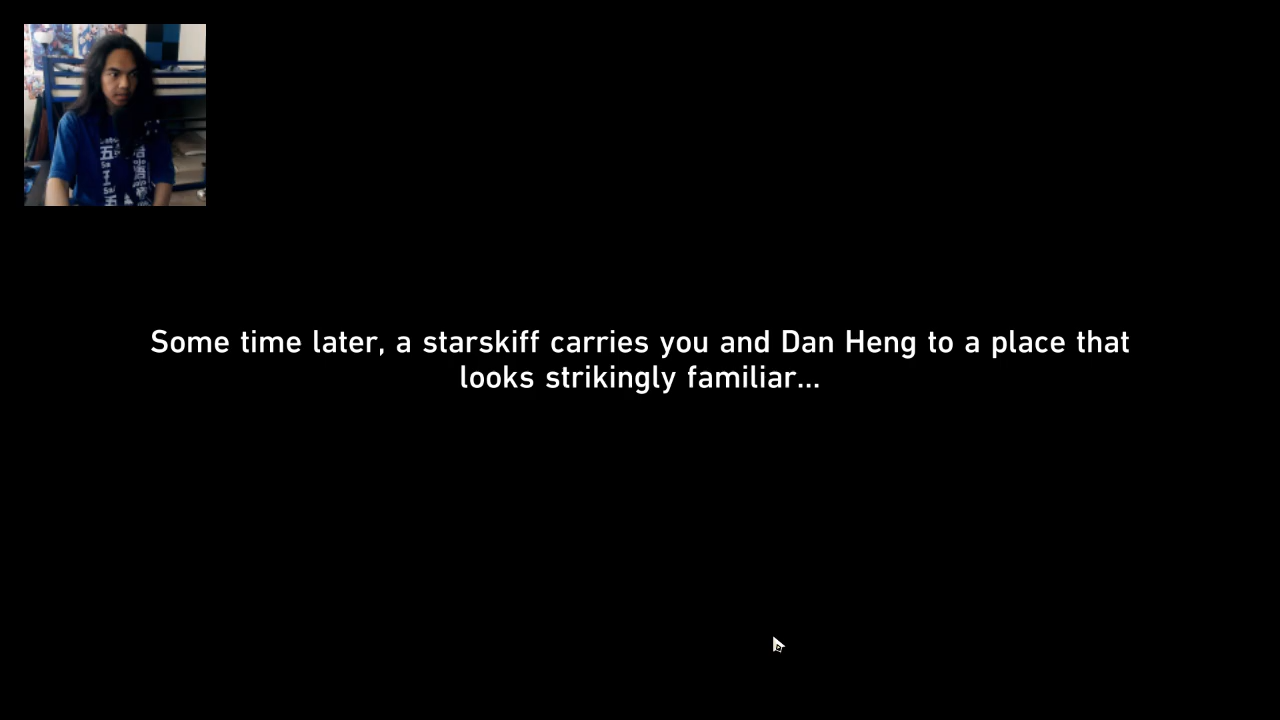 Some time later, a starskiff carries you and Dan Heng to a place that
looks strikingly familiar...